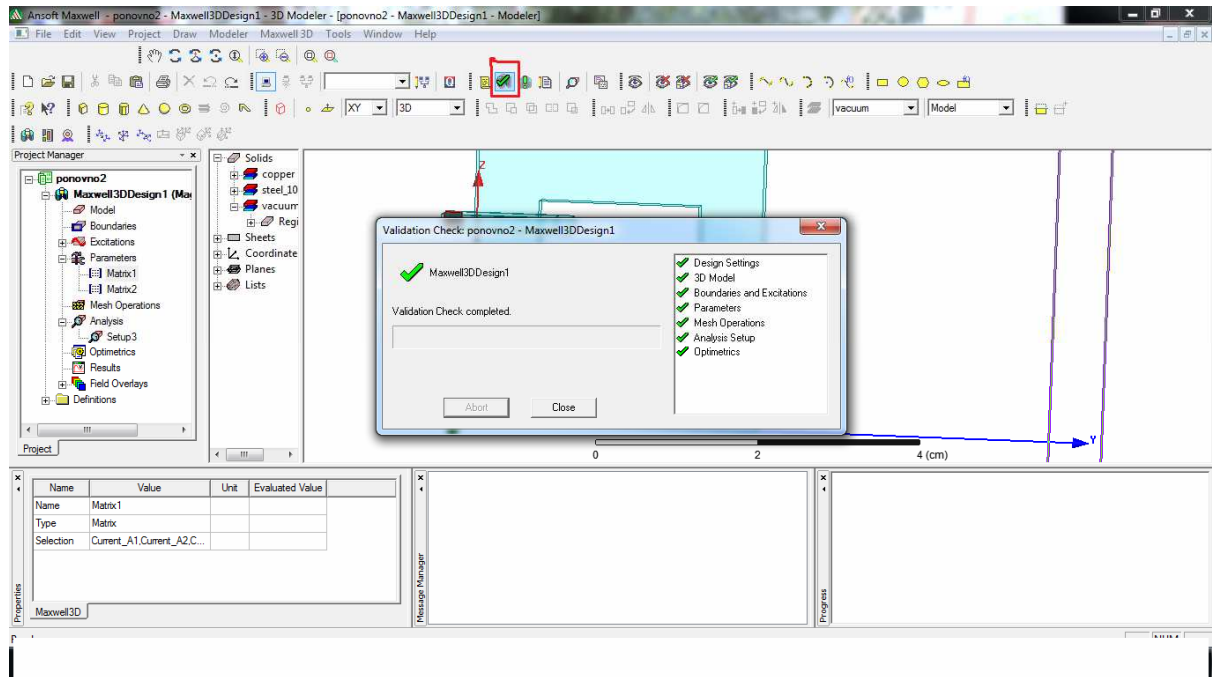 Ansoft Maxwell - ponovno2 - Maxwell3DDesign1 - 3D Modeler - [ponovno2 - Maxwell3DDesign1 - Modeler]
File Edit View Project Draw Modeler Maxwell 3D Tools Window Help
XY 3D vacuum Model
Project Manager
ponovno2
Maxwell3DDesign1 (Mag
Model
Boundaries
Excitations
Parameters
Matrix1
Matrix2
Mesh Operations
Analysis
Setup3
Optimetrics
Results
Field Overlays
Definitions
Project
Solids
copper
steel_10
vacuum
Regi
Sheets
Coordinate
Planes
Lists
Z
Validation Check: ponovno2 - Maxwell3DDesign1
Maxwell3DDesign1
Validation Check completed.
Abort Close
Design Settings
3D Model
Boundaries and Excitations
Parameters
Mesh Operations
Analysis Setup
Optimetrics
Y
0 2 4 (cm)
Name Value Unit Evaluated Value
Name Matrix1
Type Matrix
Selection Current_A1,Current_A2,C...
Maxwell3D
Properties
Message Manager
Progress